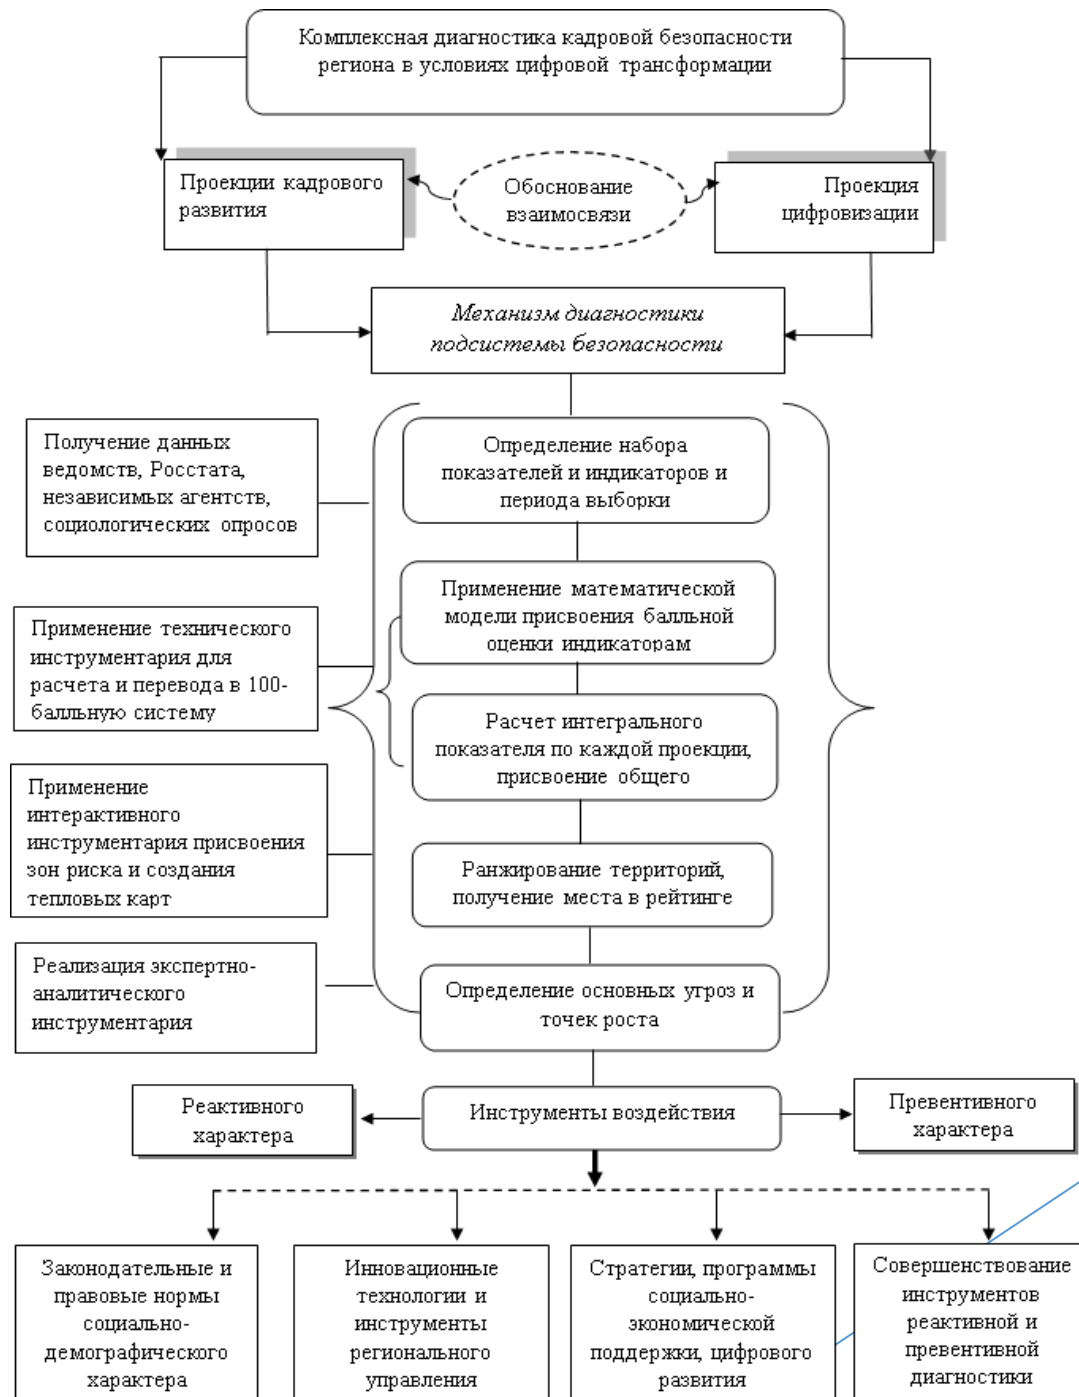 Комплексная диагностика кадровой безопасности
региона в условиях цифровой трансформации
Проекции кадрового
развития
Обоснование
взаимосвязи
Проекция
цифровизации
Механизм диагностики
подсистемы безопасности
Получение данных
ведомств, Росстата,
независимых агентств,
социологических опросов
Определение набора
показателей и индикаторов и
периода выборки
Применение технического
инструментария для
расчета и перевода в 100-
балльную систему
Применение математической
модели присвоения балльной
оценки индикаторам
Расчет интегрального
показателя по каждой проекции,
присвоение общего
Применение
интерактивного
инструментария присвоения
зон риска и создания
тепловых карт
Ранжирование территорий,
получение места в рейтинге
Реализация экспертно-
аналитического
инструментария
Определение основных угроз и
точек роста
Реактивного
характера
Инструменты воздействия
Превентивного
характера
Законодательные и
правовые нормы
социально-
демографического
характера
Инновационные
технологии и
инструменты
регионального
управления
Стратегии, программы
социально-
экономической
поддержки, цифрового
развития
Совершенствование
инструментов
реактивной и
превентивной
диагностики